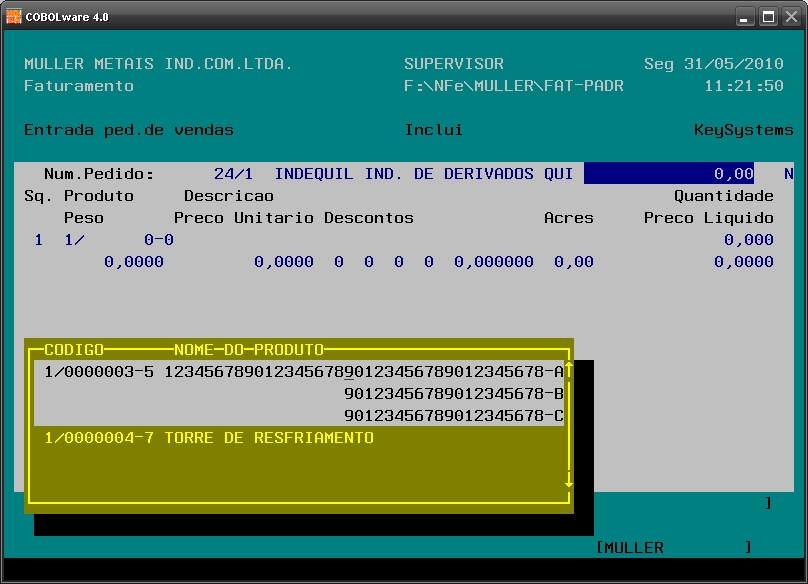 COBOLware 4.0
MULLER METAIS IND.COM.LTDA. SUPERVISOR Seg 31/05/2010
Faturamento F:\NFe\MULLER\FAT-PADR 11:21:50
Entrada ped.de vendas Inclui KeySystems
Num.Pedido: 24/1 INDEQUIL IND. DE DERIVADOS QUI 0,00 N
Sq. Produto Descricao Quantidade
Peso Preco Unitario Descontos Acres Preco Liquido
1 1/ 0-0 0,000
0,0000 0,0000 0 0 0 0 0,000000 0,00 0,0000
CODIGO NOME-DO-PRODUTO
1/0000003-5 12345678901234567890123456789012345678-A
9012345678901234567​8-B
90123456789012345678-C
1/0000004-7 TORRE DE RESFRIAMENTO
]
[MULLER ]